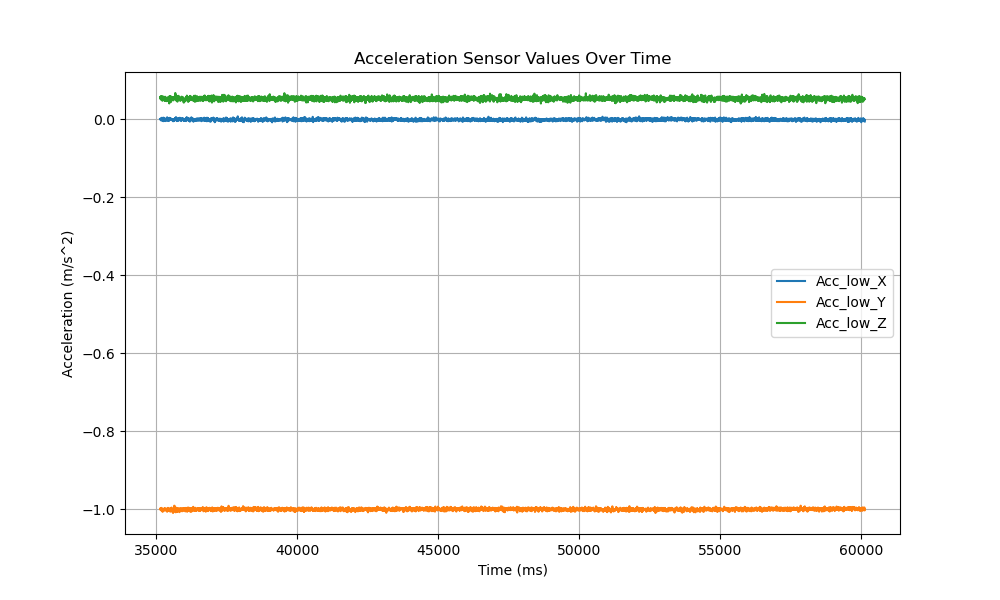 Acceleration Sensor Values Over Time
Acceleration (m/s^2)
0.0
−0.2
−0.4
−0.6
−0.8
−1.0
Acc_low_X
Acc_low_Y
Acc_low_Z
35000 40000 45000 50000 55000 60000
Time (ms)